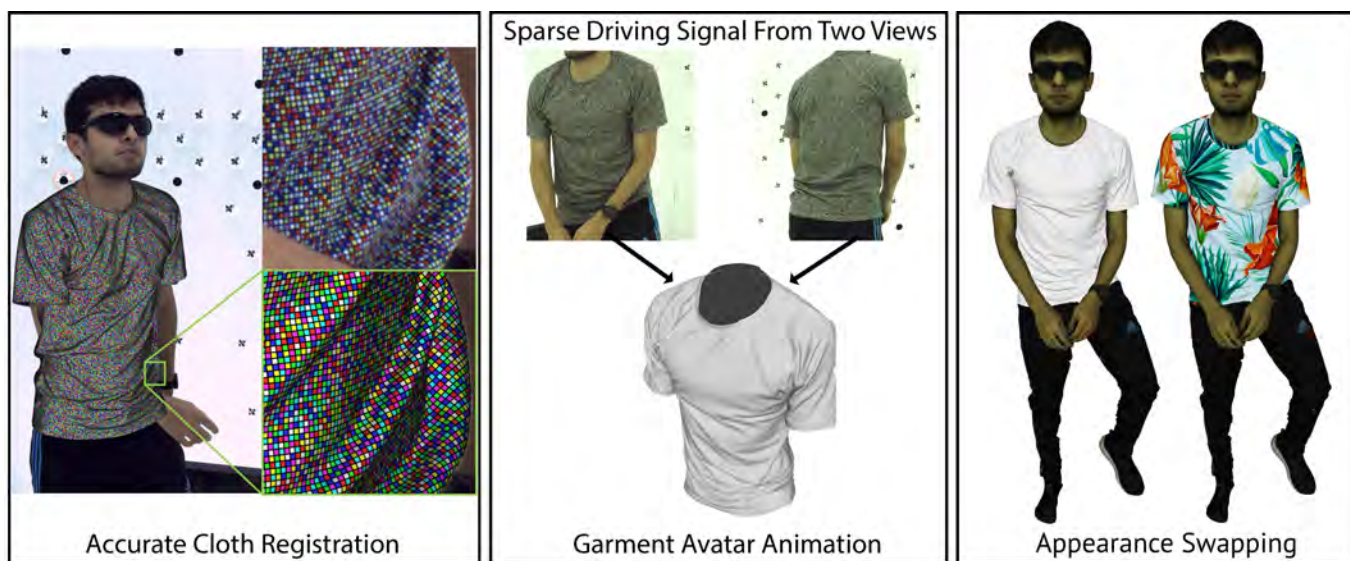 Sparse Driving Signal From Two Views
Accurate Cloth Registration
Garment Avatar Animation
Appearance Swapping